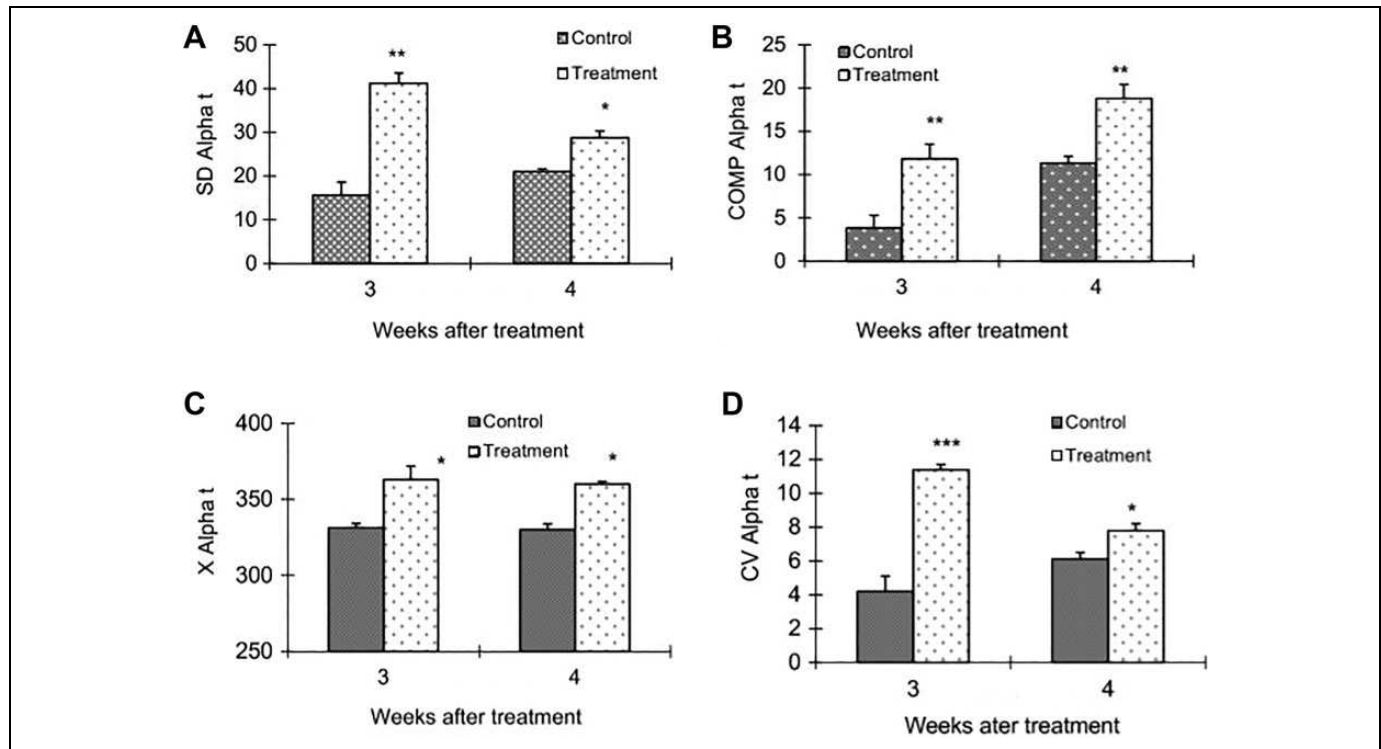 A
50
40
30
20
10
0
SD Alpha t
**
*
Control
Treatment
3
4
Weeks after treatment
B
25
20
15
10
5
0
COMP Alpha t
Control
Treatment
**
**
3
4
Weeks after treatment
C
400
350
300
250
X Alpha t
Control
Treatment
*
*
3
4
Weeks after treatment
D
14
12
10
8
6
4
2
0
CV Alpha t
***
*
Control
Treatment
3
4
Weeks ater treatment